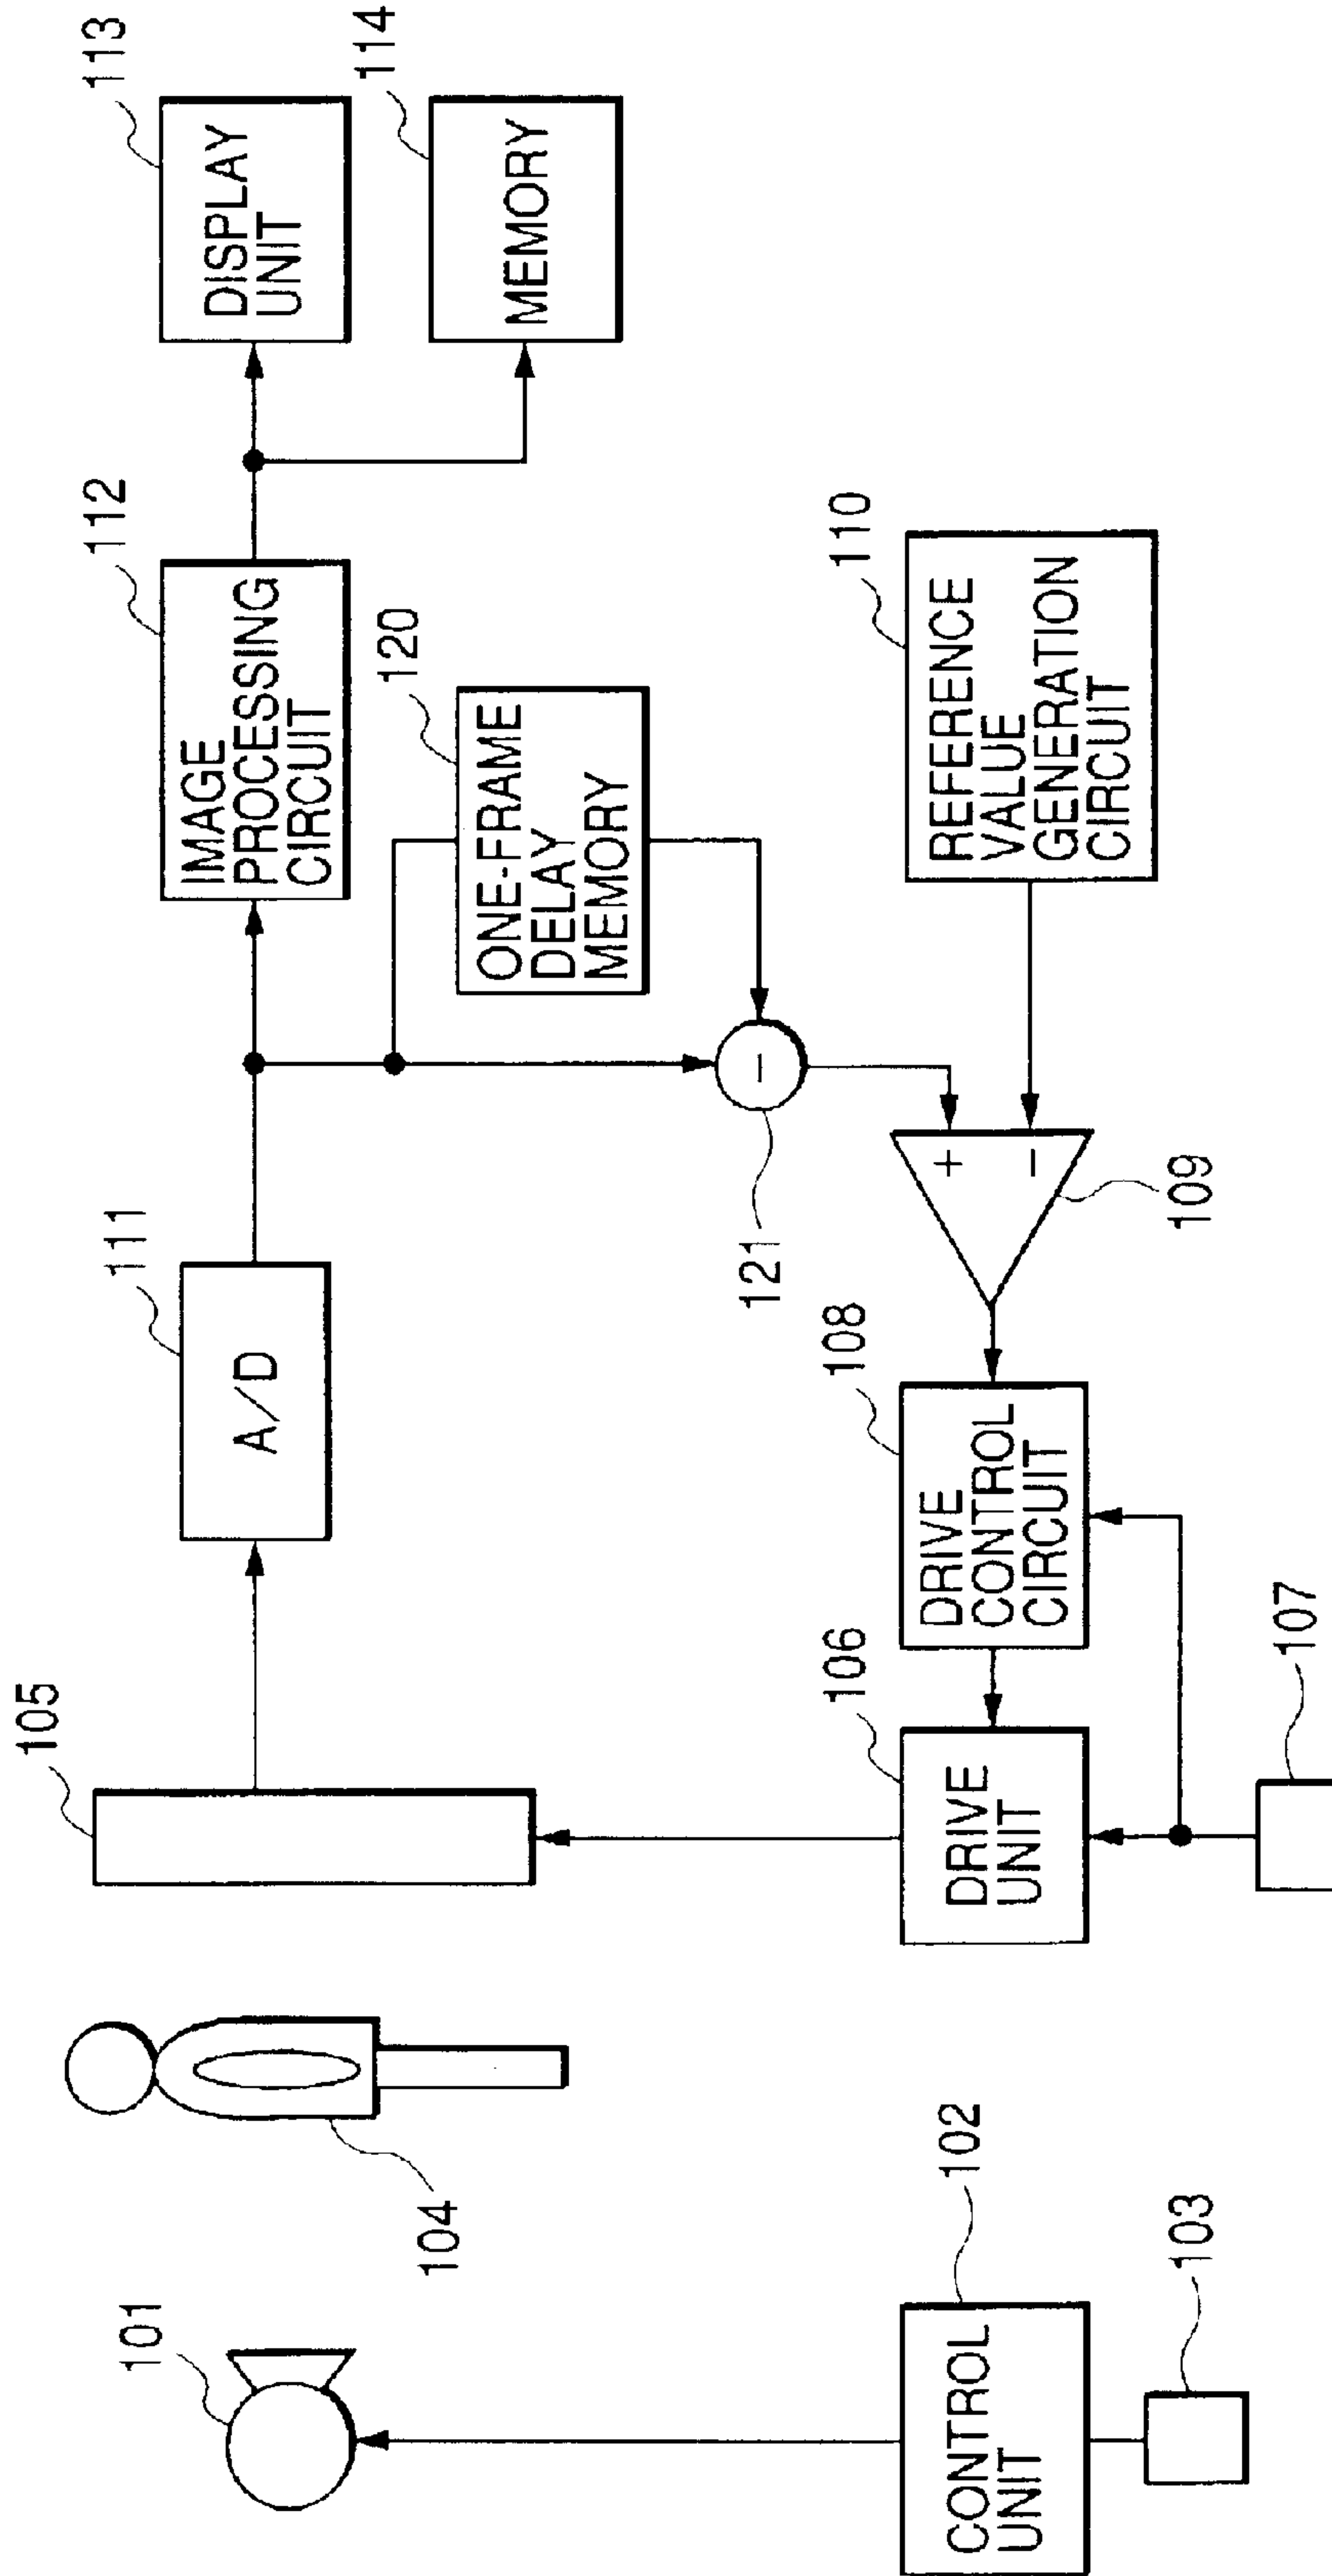 113
DISPLAY
UNIT
114
MEMORY
112
IMAGE
PROCESSING
CIRCUIT
120
ONE-FRAME
DELAY
MEMORY
110
REFERENCE
VALUE
GENERATION
CIRCUIT
111
A/D
−
121
+
−
109
108
DRIVE
CONTROL
CIRCUIT
105
106
DRIVE
UNIT
107
104
101
102
CONTROL
UNIT
103